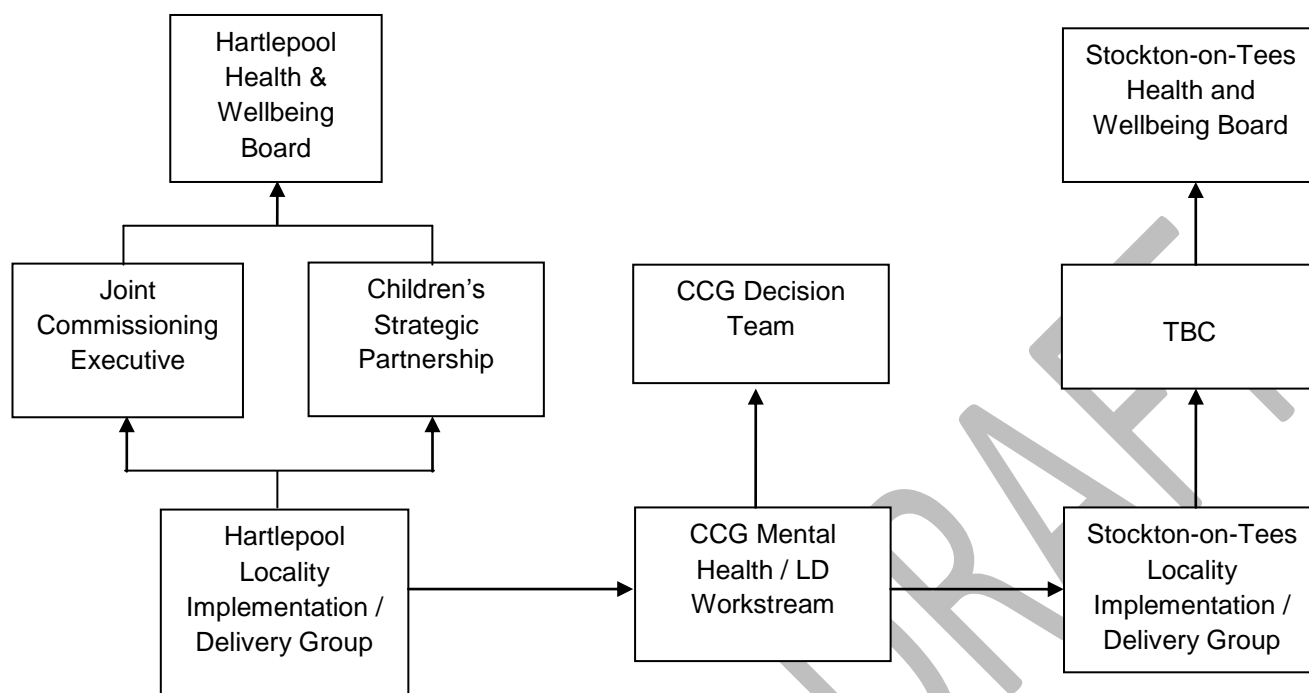 Hartlepool
Health &
Wellbeing
Board
Stockton-on-Tees
Health and
Wellbeing Board
Joint
Commissioning
Executive
Children’s
Strategic
Partnership
CCG Decision
Team
TBC
Hartlepool
Locality
Implementation /
Delivery Group
CCG Mental
Health / LD
Workstream
Stockton-on-Tees
Locality
Implementation /
Delivery Group
DRAFT